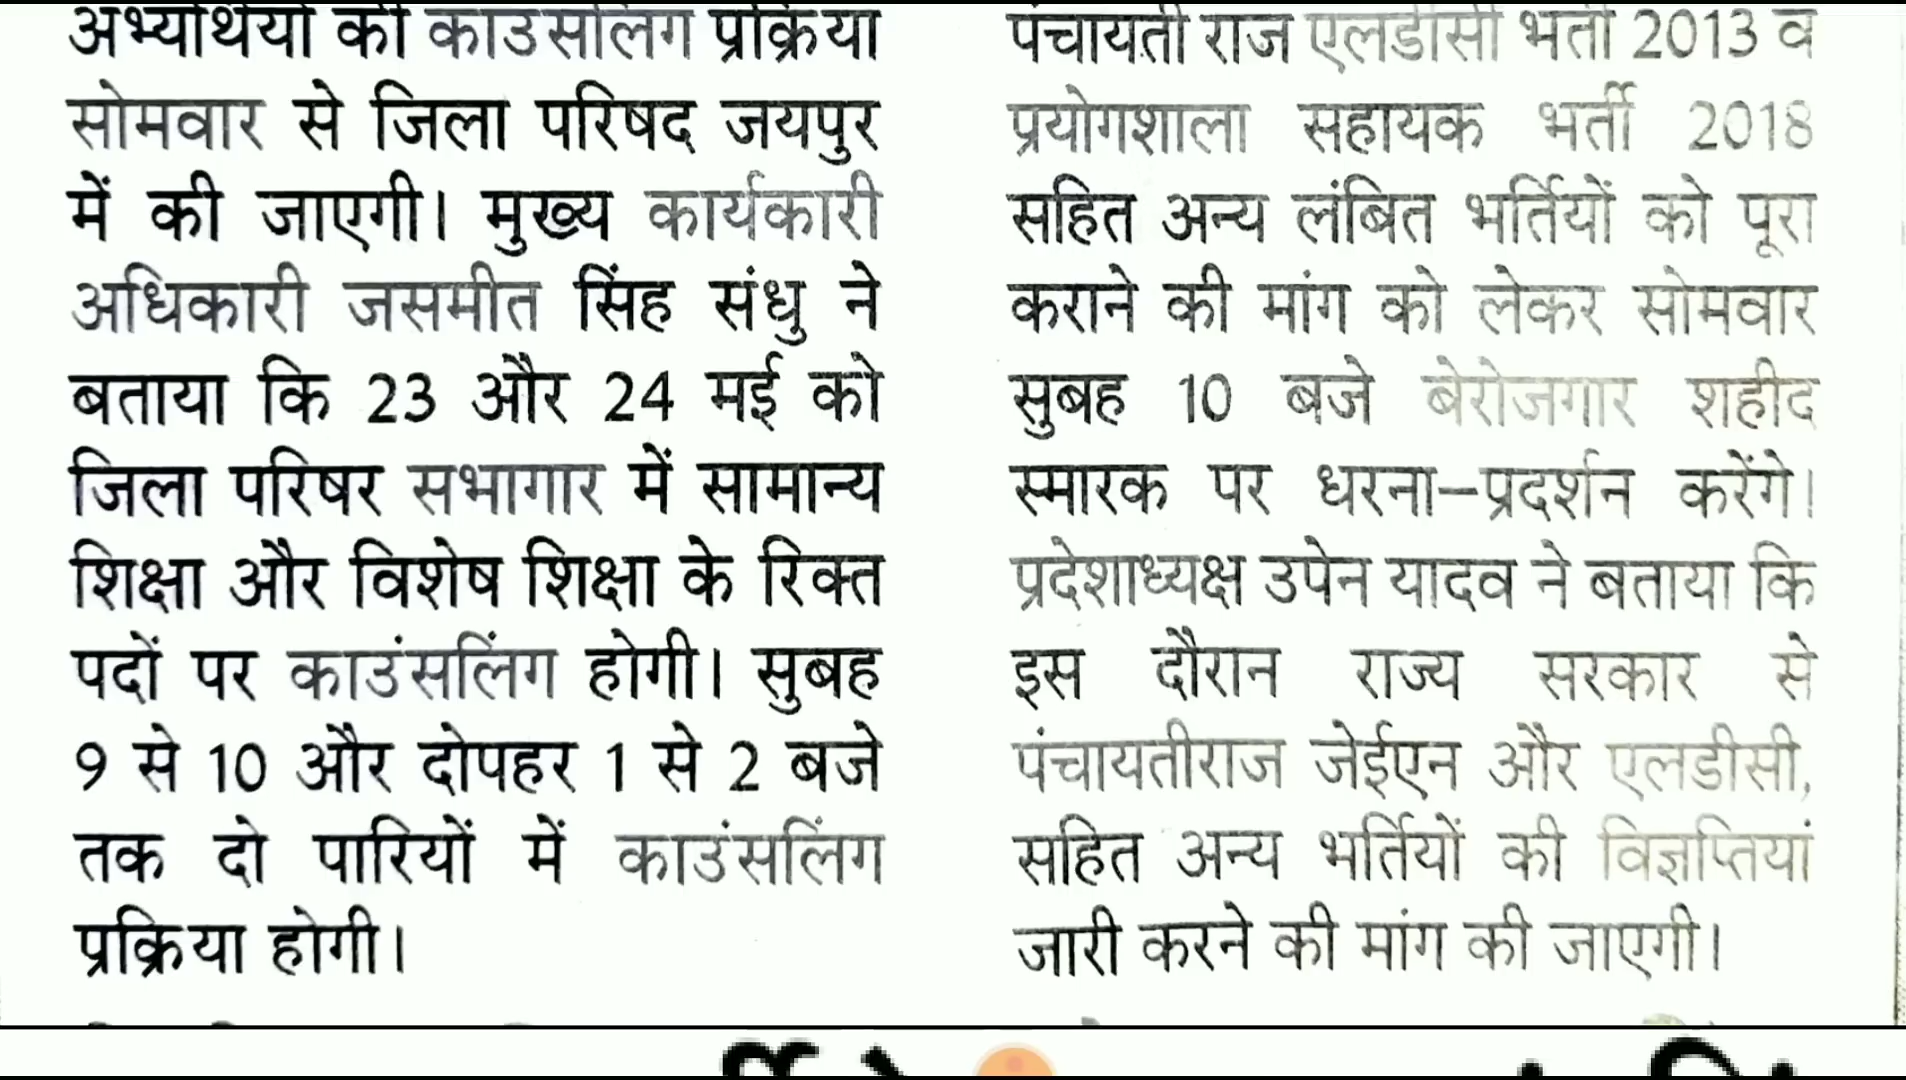 अभ्यर्थियों की काउंसलिंग प्रक्रिया
सोमवार से जिला परिषद जयपुर
में की जाएगी। मुख्य कार्यकारी
अधिकारी जसमीत सिंह संधु ने
बताया कि 23 और 24 मई को
जिला परिषर सभागार में सामान्य
शिक्षा और विशेष शिक्षा के रिक्त
पदों पर काउंसलिंग होगी। सुबह
9 से 10 और दोपहर 1 से 2 बजे
तक दो पारियों में काउंसलिंग
प्रक्रिया होगी।
पंचायती राज एलडीसी भर्ती 2013 व
प्रयोगशाला सहायक भर्ती 2018
सहित अन्य लंबित भर्तियों को पूरा
कराने की मांग को लेकर सोमवार
सुबह 10 बजे बेरोजगार शहीद
स्मारक पर धरना–प्रदर्शन करेंगे।
प्रदेशाध्यक्ष उपेन यादव ने बताया कि
इस दौरान राज्य सरकार से
पंचायतीराज जेईएन और एलडीसी,
सहित अन्य भर्तियों की विज्ञप्तियां
जारी करने की मांग की जाएगी।